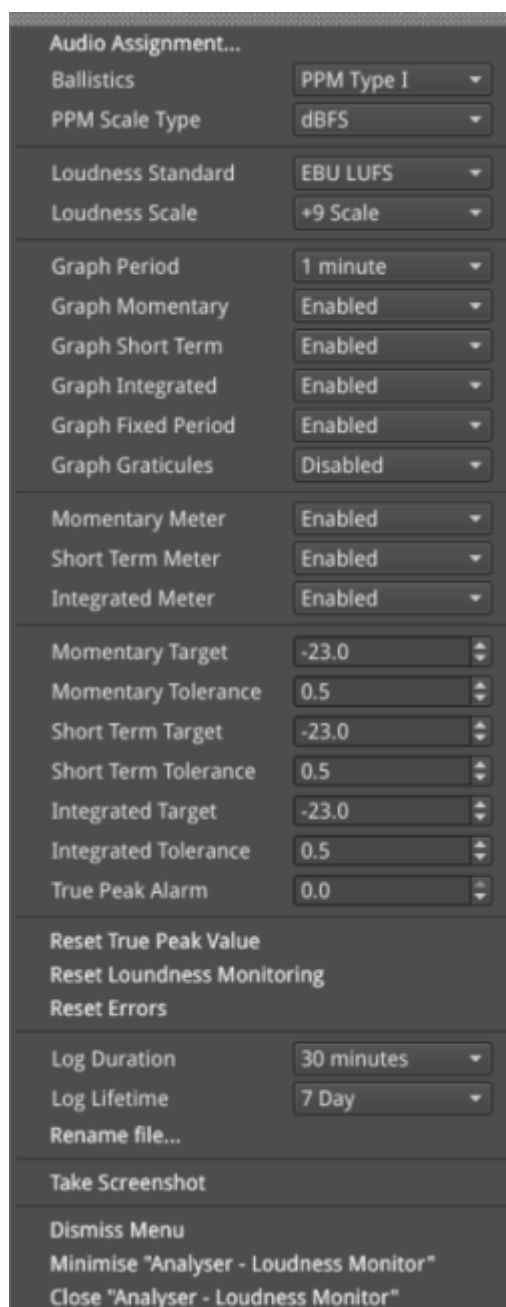 Audio Assignment...
Ballistics PPM Type I
PPM Scale Type dBFS
Loudness Standard EBU LUFS
Loudness Scale +9 Scale
Graph Period 1 minute
Graph Momentary Enabled
Graph Short Term Enabled
Graph Integrated Enabled
Graph Fixed Period Enabled
Graph Graticules Disabled
Momentary Meter Enabled
Short Term Meter Enabled
Integrated Meter Enabled
Momentary Target -23.0
Momentary Tolerance 0.5
Short Term Target -23.0
Short Term Tolerance 0.5
Integrated Target -23.0
Integrated Tolerance 0.5
True Peak Alarm 0.0
Reset True Peak Value
Reset Loundness Monitoring
Reset Errors
Log Duration 30 minutes
Log Lifetime 7 Day
Rename file...
Take Screenshot
Dismiss Menu
Minimise "Analyser - Loudness Monitor"
Close "Analyser - Loudness Monitor"